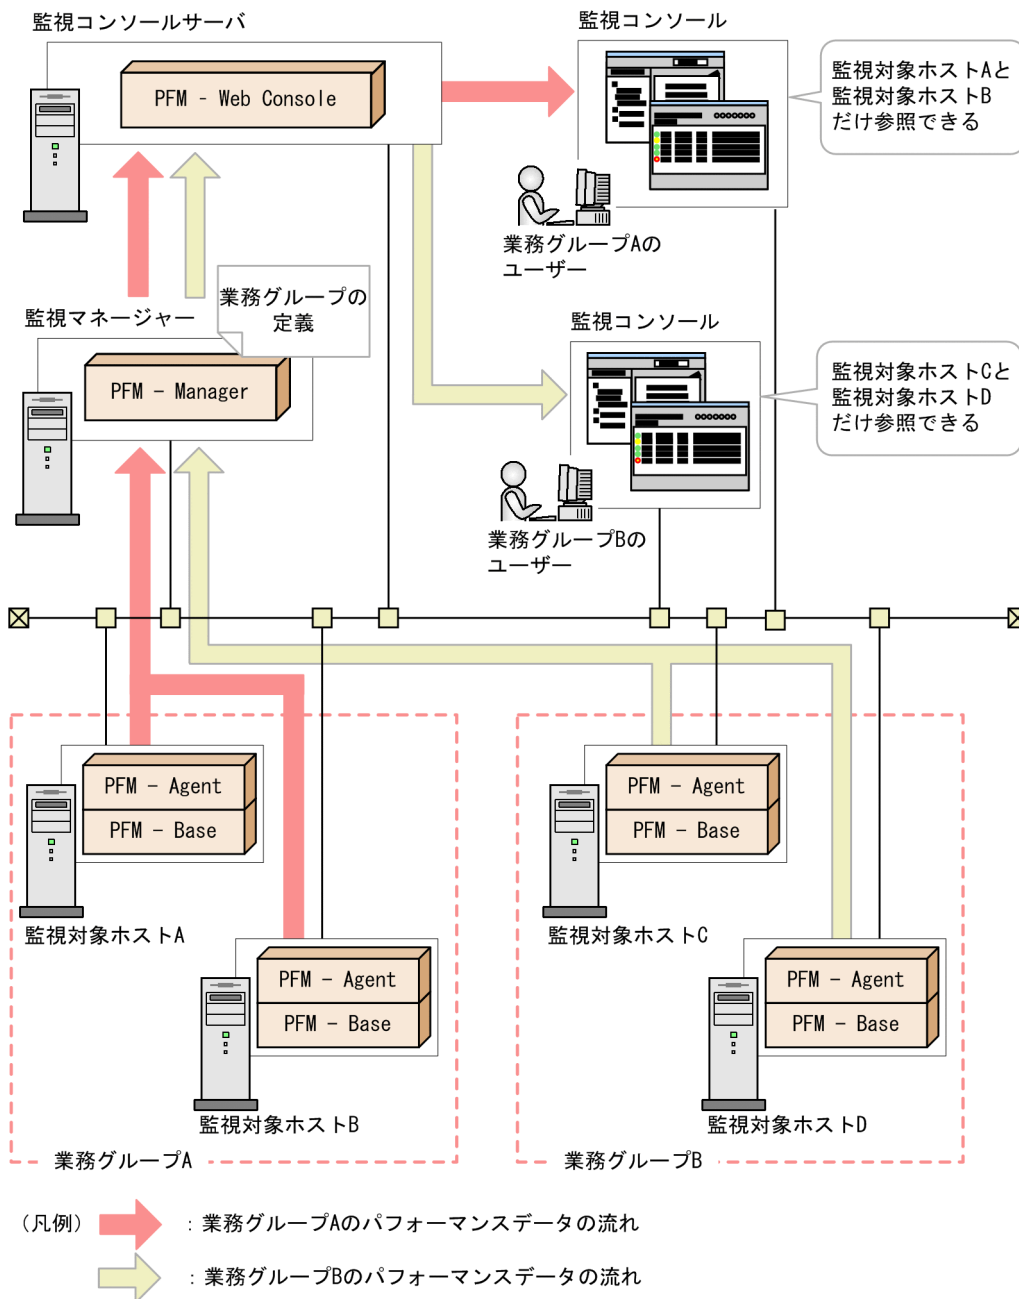 監視コンソールサーバ
PFM - Web Console
監視コンソール
監視対象ホストAと
監視対象ホストB
だけ参照できる
業務グループAの
ユーザー
監視マネージャー
業務グループの
定義
PFM - Manager
監視コンソール
監視対象ホストCと
監視対象ホストD
だけ参照できる
業務グループBの
ユーザー
PFM - Agent
PFM - Base
監視対象ホストA
PFM - Agent
PFM - Base
監視対象ホストB
業務グループA
PFM - Agent
PFM - Base
監視対象ホストC
PFM - Agent
PFM - Base
監視対象ホストD
業務グループB
(凡例)
:業務グループAのパフォーマンスデータの流れ
:業務グループBのパフォーマンスデータの流れ